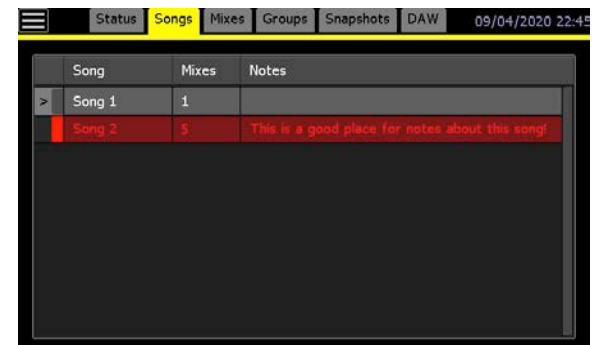 Status Songs Mixes Groups Snapshots DAW 09/04/2020 22:45
Song Mixes Notes
> Song 1 1
Song 2 5 This is a good place for notes about this song!